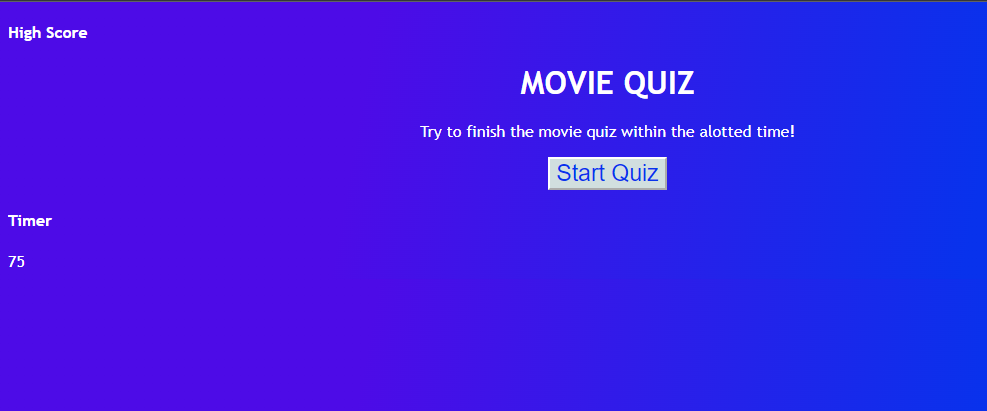 High Score
MOVIE QUIZ
Try to finish the movie quiz within the alotted time!
Start Quiz
Timer
75